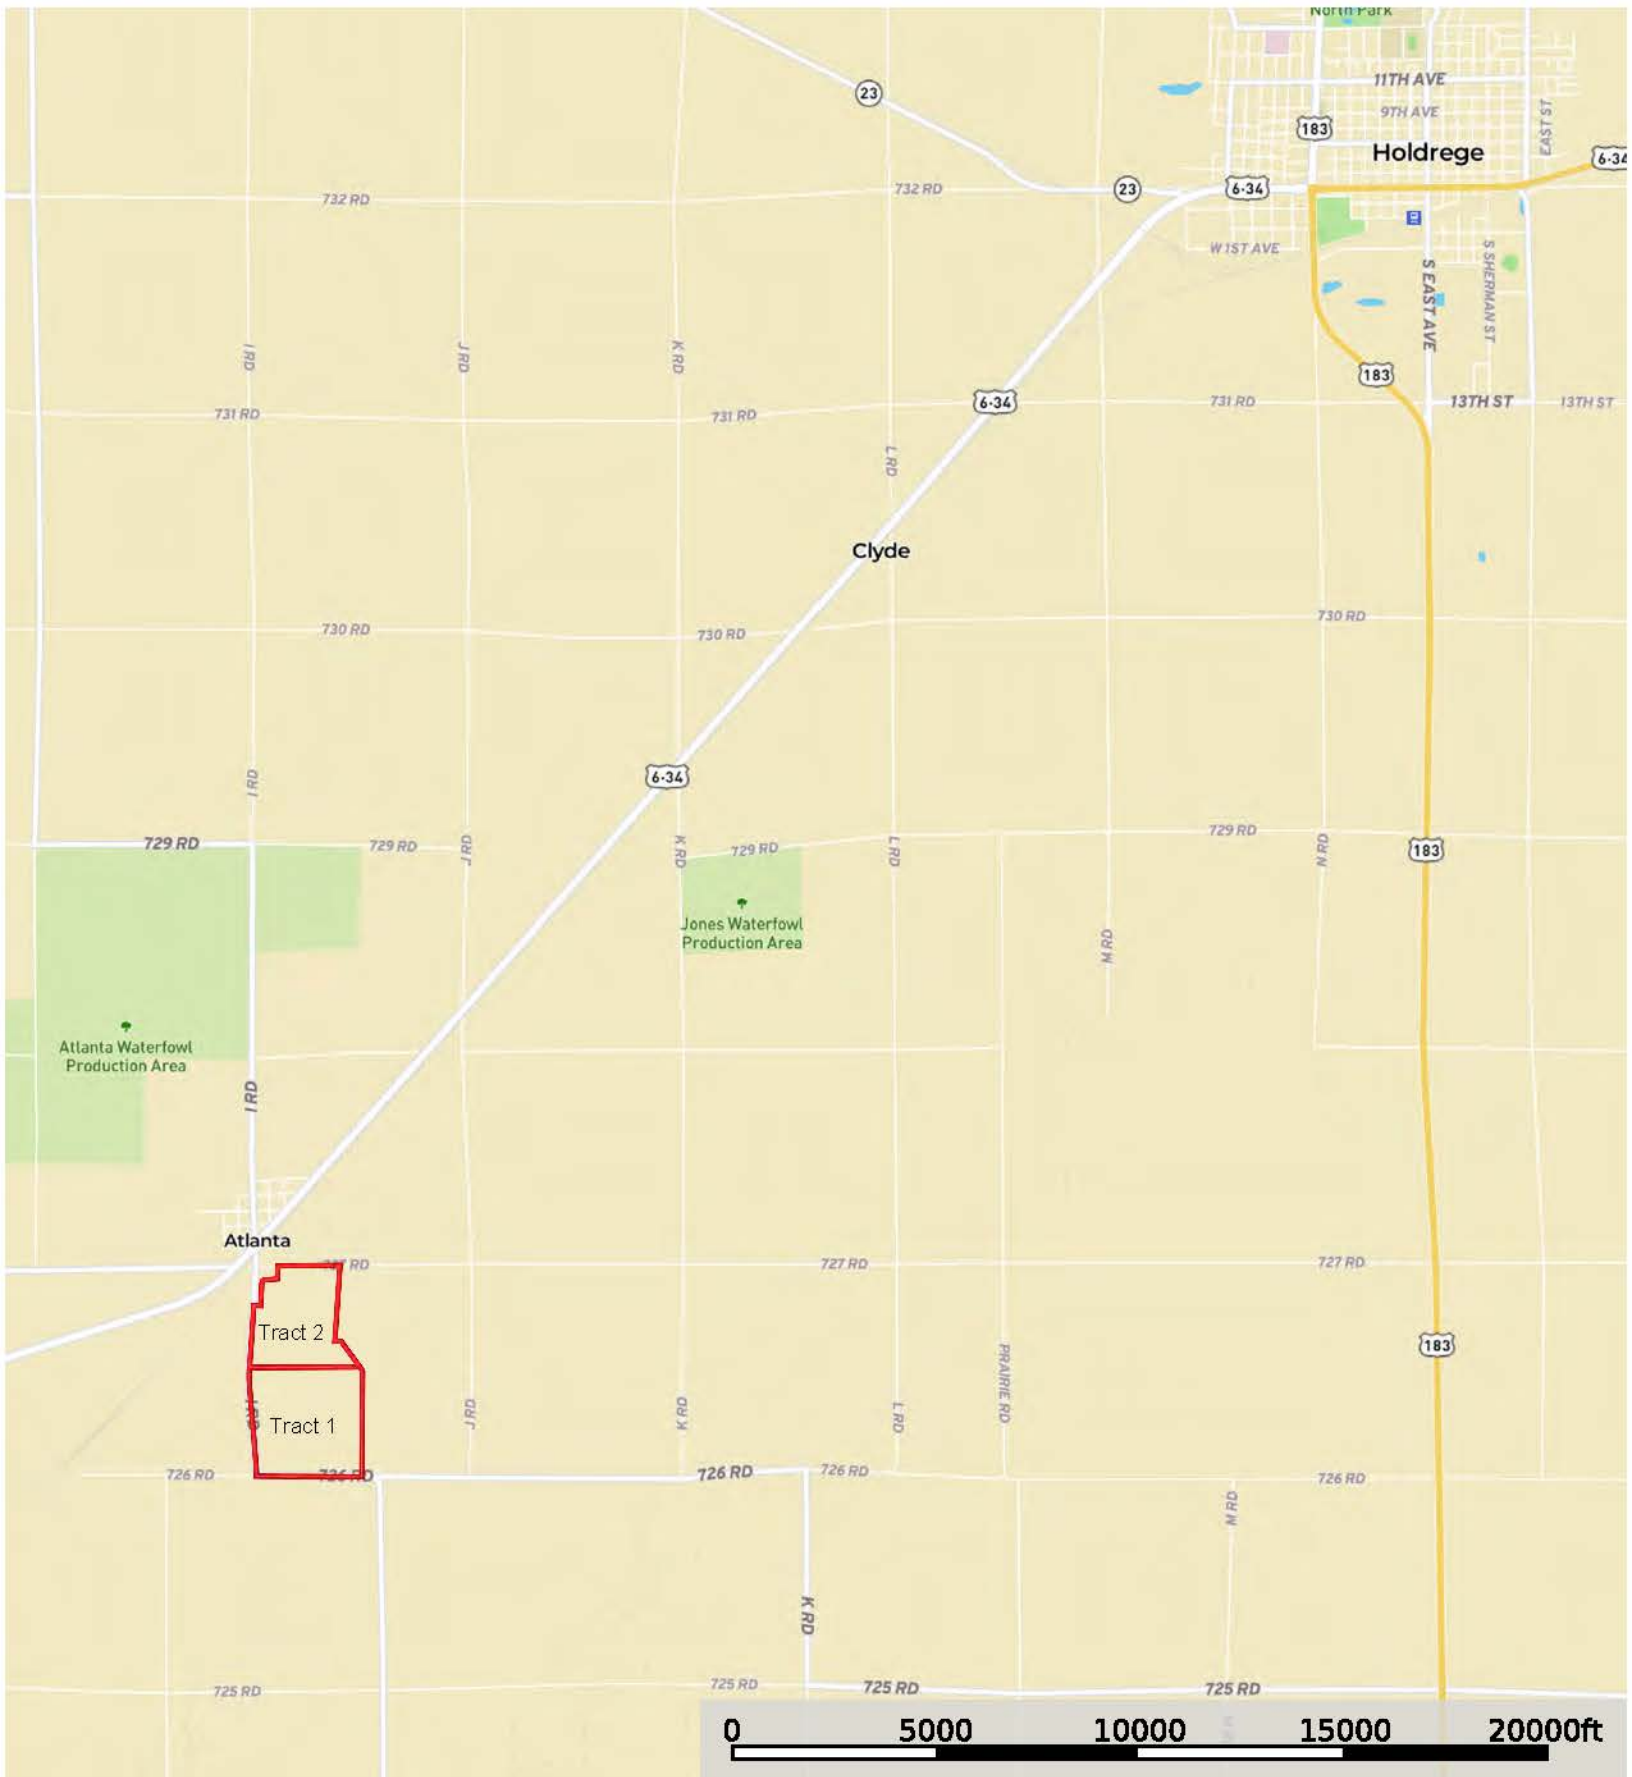 North Park
11TH AVE
23
9TH AVE
EAST ST
183
Holdrege
6-34
732 RD
732 RD
23
6-34
W 1ST AVE
S EAST AVE
S SHERMAN ST
I RD
J RD
K RD
183
731 RD
731 RD
6-34
731 RD
13TH ST
13TH ST
L RD
Clyde
730 RD
730 RD
730 RD
6-34
I RD
729 RD
729 RD
J RD
K RD
729 RD
L RD
729 RD
N RD
183
Jones Waterfowl
Production Area
M RD
Atlanta Waterfowl
Production Area
I RD
Atlanta
RD
727 RD
727 RD
Tract 2
183
PRAIRIE RD
Tract 1
J RD
K RD
L RD
726 RD
726 RD
726 RD
726 RD
726 RD
M RD
K RD
725 RD
725 RD
725 RD
725 RD
0 5000 10000 15000 20000ft